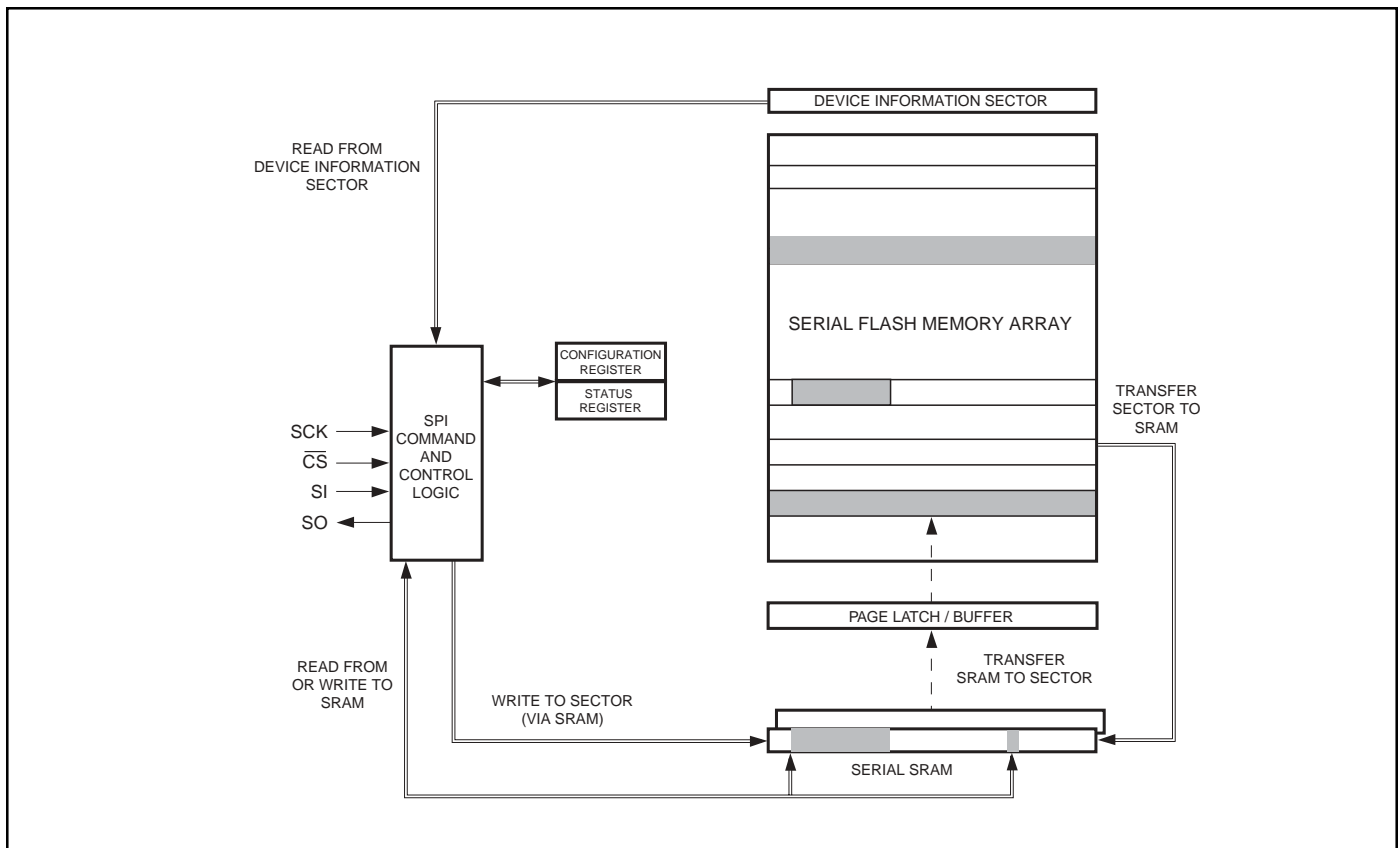 DEVICE INFORMATION SECTOR
READ FROM
DEVICE INFORMATION
SECTOR
SERIAL FLASH MEMORY ARRAY
CONFIGURATION
REGISTER
STATUS
REGISTER
TRANSFER
SECTOR TO
SRAM
SPI
COMMAND
AND
CONTROL
LOGIC
SCK
C̅S̅
SI
SO
PAGE LATCH / BUFFER
READ FROM
OR WRITE TO
SRAM
TRANSFER
SRAM TO SECTOR
WRITE TO SECTOR
(VIA SRAM)
SERIAL SRAM